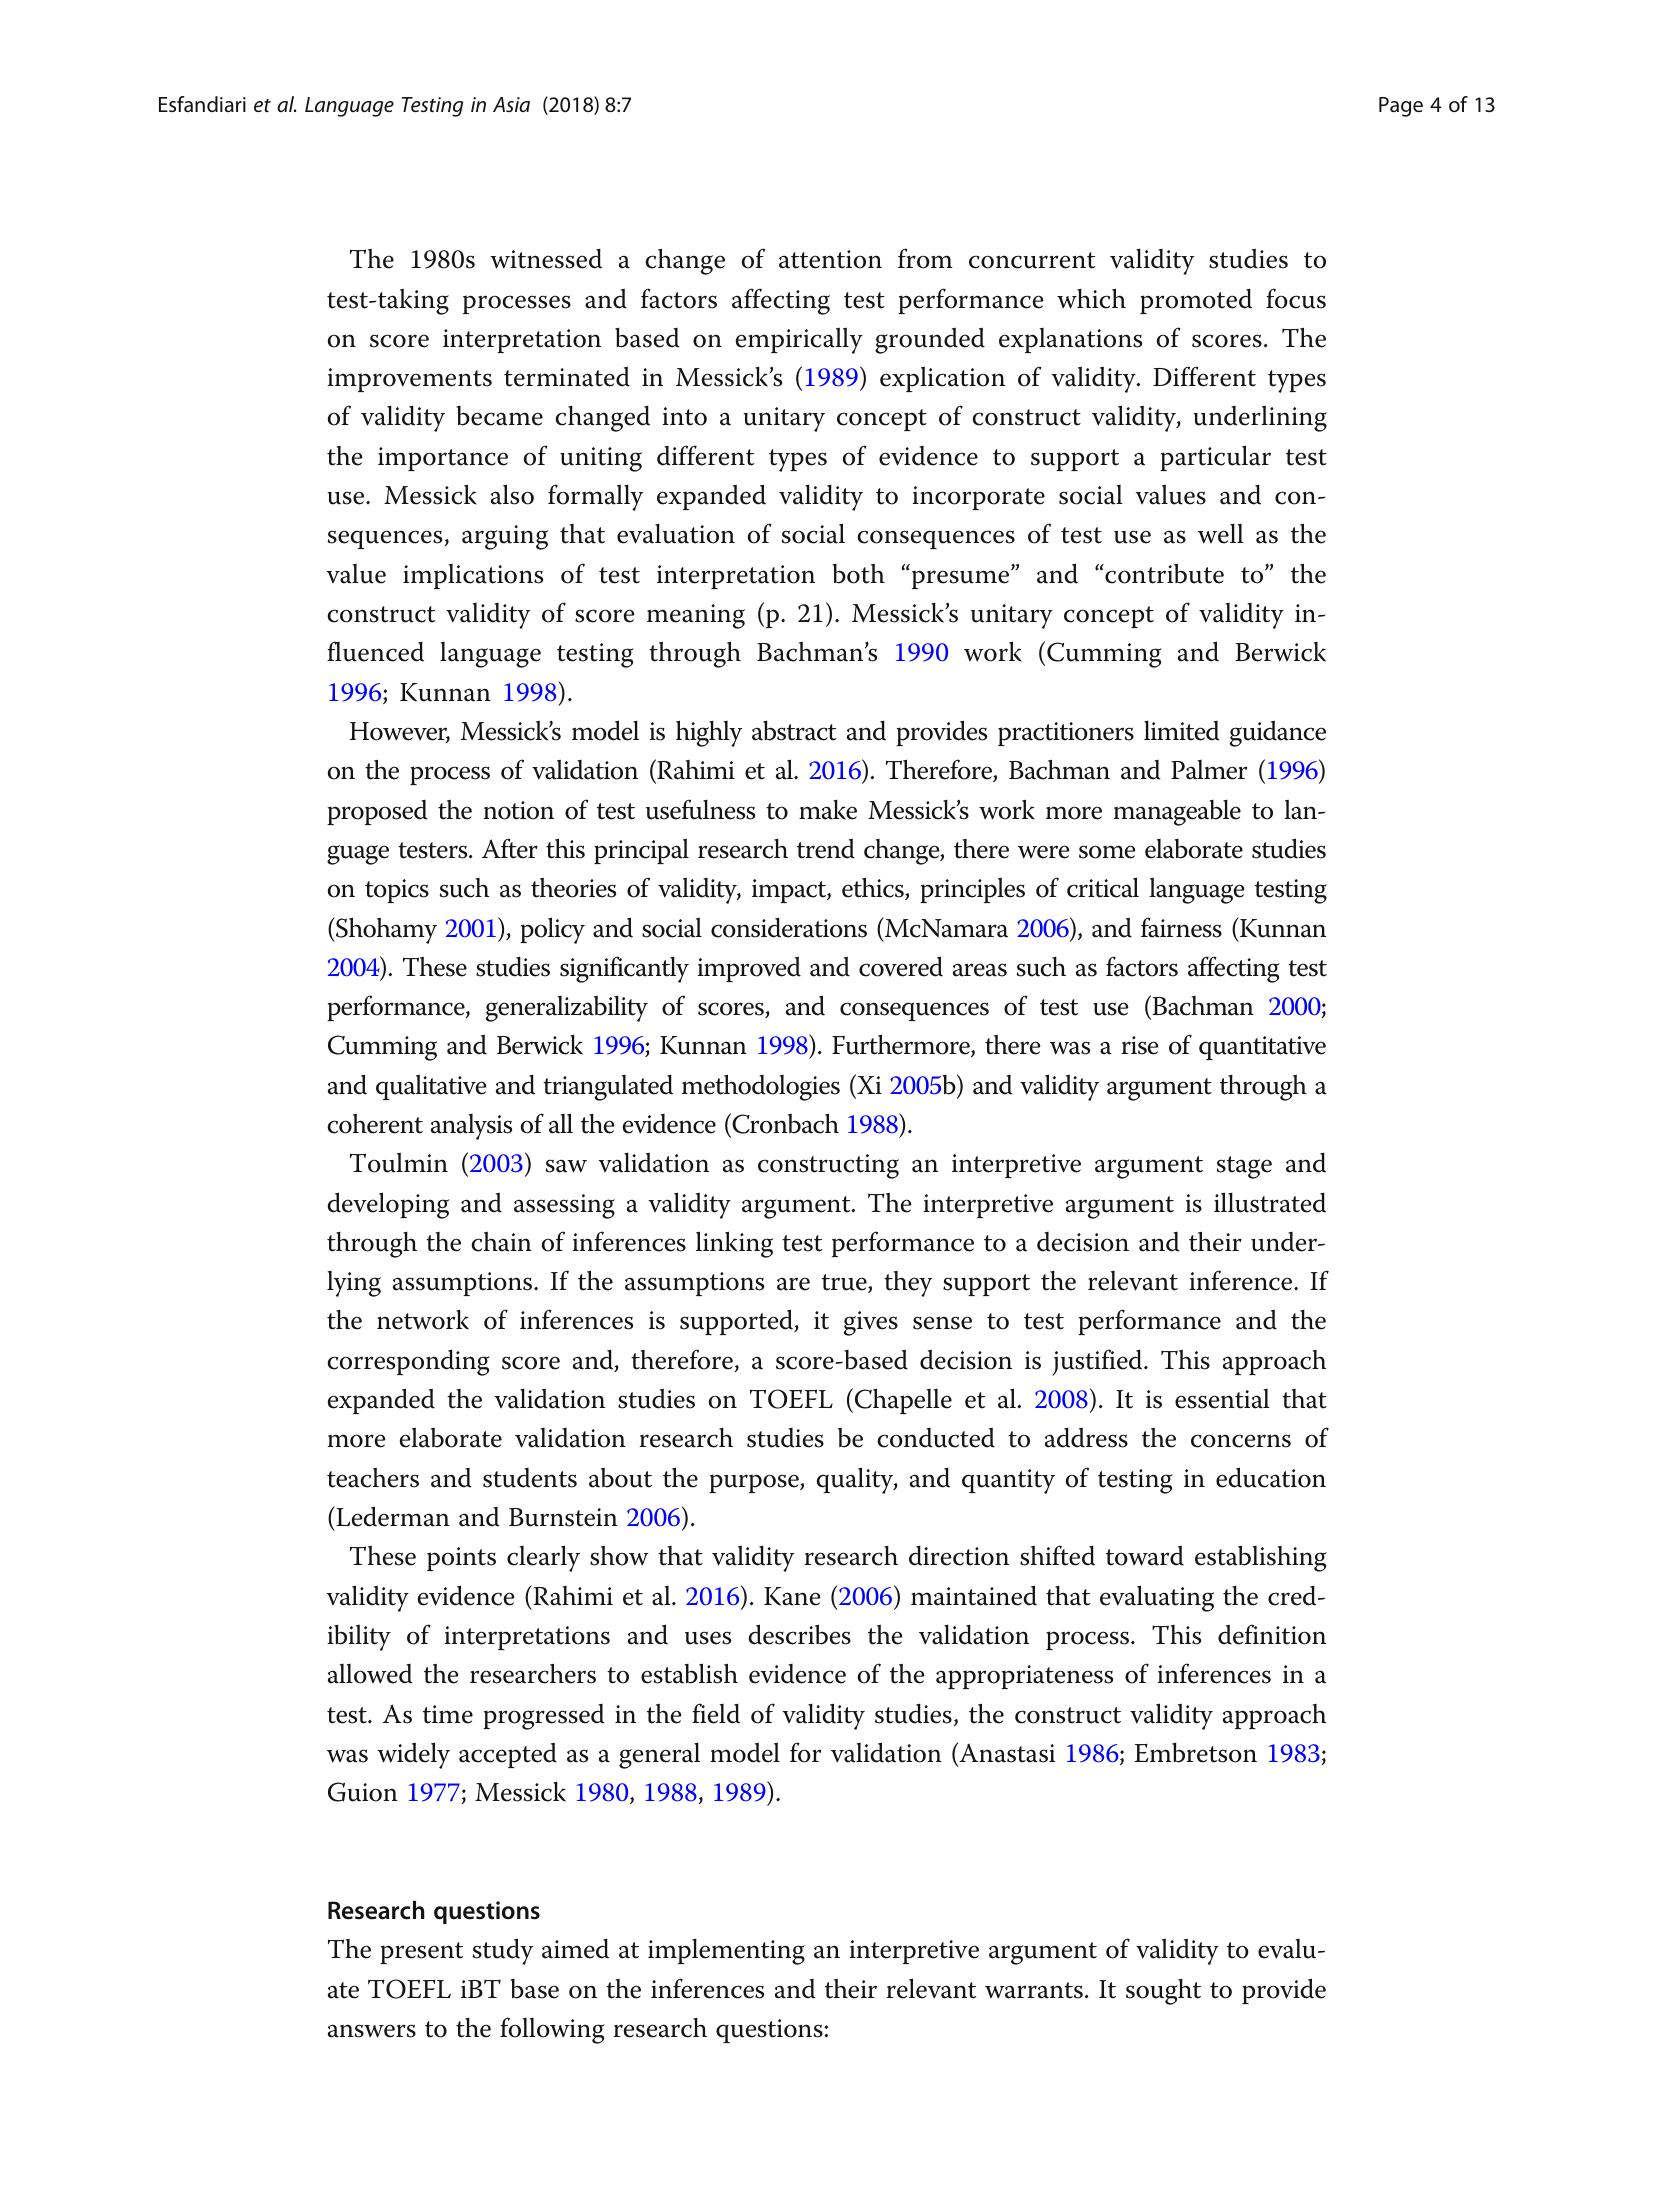 Esfandiari et al. Language Testing in Asia (2018) 8:7
Page 4 of 13
The 1980s witnessed a change of attention from concurrent validity studies to
test-taking processes and factors affecting test performance which promoted focus
on score interpretation based on empirically grounded explanations of scores. The
improvements terminated in Messick’s (1989) explication of validity. Different types
of validity became changed into a unitary concept of construct validity, underlining
the importance of uniting different types of evidence to support a particular test
use. Messick also formally expanded validity to incorporate social values and con-
sequences, arguing that evaluation of social consequences of test use as well as the
value implications of test interpretation both “presume” and “contribute to” the
construct validity of score meaning (p. 21). Messick’s unitary concept of validity in-
fluenced language testing through Bachman’s 1990 work (Cumming and Berwick
1996; Kunnan 1998).
However, Messick’s model is highly abstract and provides practitioners limited guidance
on the process of validation (Rahimi et al. 2016). Therefore, Bachman and Palmer (1996)
proposed the notion of test usefulness to make Messick’s work more manageable to lan-
guage testers. After this principal research trend change, there were some elaborate studies
on topics such as theories of validity, impact, ethics, principles of critical language testing
(Shohamy 2001), policy and social considerations (McNamara 2006), and fairness (Kunnan
2004). These studies significantly improved and covered areas such as factors affecting test
performance, generalizability of scores, and consequences of test use (Bachman 2000;
Cumming and Berwick 1996; Kunnan 1998). Furthermore, there was a rise of quantitative
and qualitative and triangulated methodologies (Xi 2005b) and validity argument through a
coherent analysis of all the evidence (Cronbach 1988).
Toulmin (2003) saw validation as constructing an interpretive argument stage and
developing and assessing a validity argument. The interpretive argument is illustrated
through the chain of inferences linking test performance to a decision and their under-
lying assumptions. If the assumptions are true, they support the relevant inference. If
the network of inferences is supported, it gives sense to test performance and the
corresponding score and, therefore, a score-based decision is justified. This approach
expanded the validation studies on TOEFL (Chapelle et al. 2008). It is essential that
more elaborate validation research studies be conducted to address the concerns of
teachers and students about the purpose, quality, and quantity of testing in education
(Lederman and Burnstein 2006).
These points clearly show that validity research direction shifted toward establishing
validity evidence (Rahimi et al. 2016). Kane (2006) maintained that evaluating the cred-
ibility of interpretations and uses describes the validation process. This definition
allowed the researchers to establish evidence of the appropriateness of inferences in a
test. As time progressed in the field of validity studies, the construct validity approach
was widely accepted as a general model for validation (Anastasi 1986; Embretson 1983;
Guion 1977; Messick 1980, 1988, 1989).
Research questions
The present study aimed at implementing an interpretive argument of validity to evalu-
ate TOEFL iBT base on the inferences and their relevant warrants. It sought to provide
answers to the following research questions: